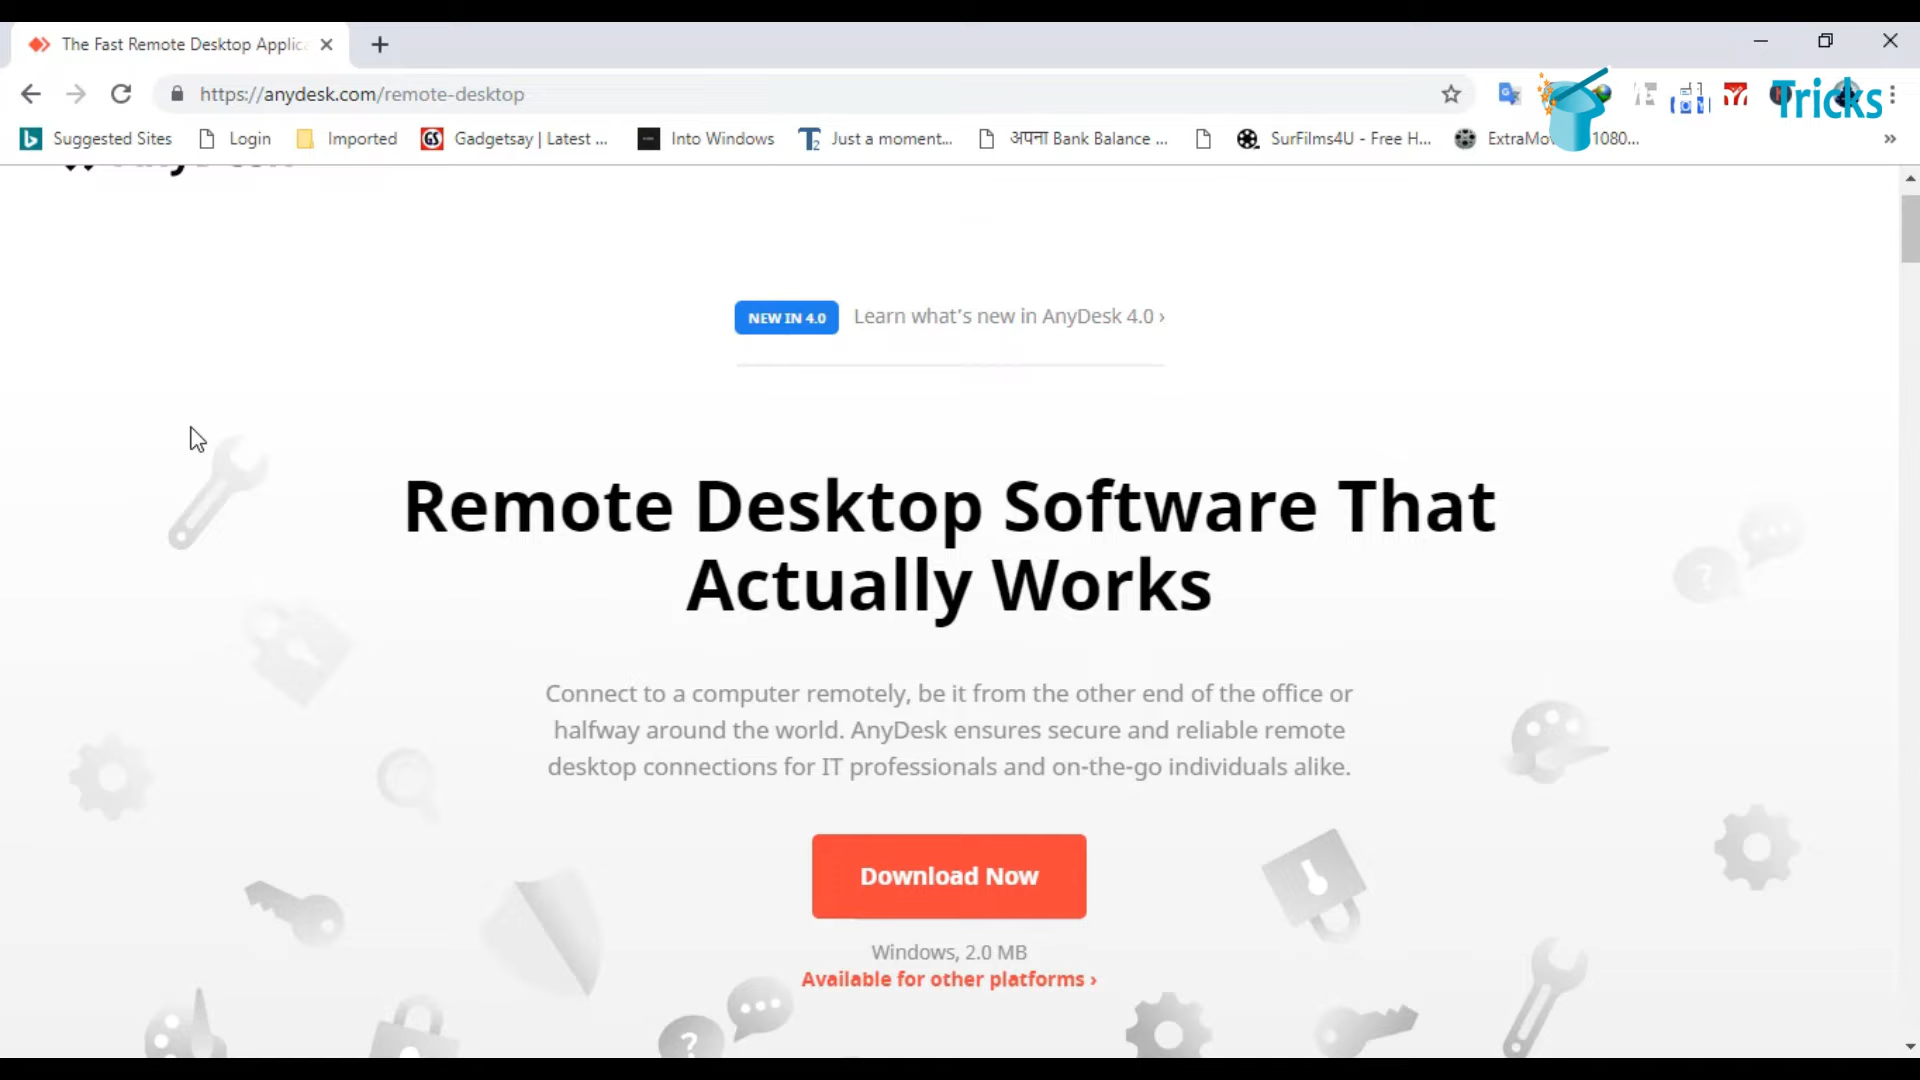 The Fast Remote Desktop Applica
https://anydesk.com/remote-desktop
Tricks
Suggested Sites
Login
Imported
GS
Gadgetsay | Latest ...
Into Windows
Just a moment...
अपना Bank Balance ...
SurFilms4U - Free H...
ExtraMo
1080...
NEW IN 4.0
Learn what's new in AnyDesk 4.0 ›
Remote Desktop Software That
Actually Works
Connect to a computer remotely, be it from the other end of the office or
halfway around the world. AnyDesk ensures secure and reliable remote
desktop connections for IT professionals and on-the-go individuals alike.
Download Now
Windows, 2.0 MB
Available for other platforms ›